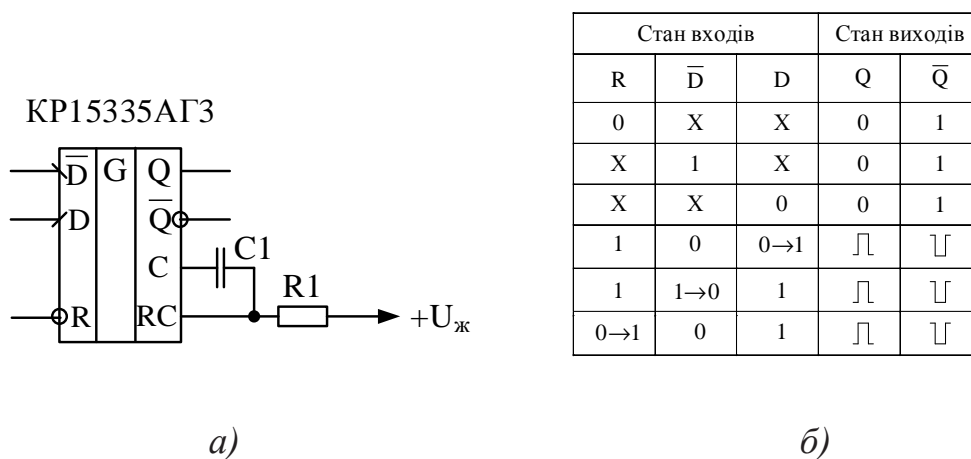 КР15335АГ3
D̅ G Q
D Q̅
C C1
R RC R1 +Uж
Стан входів Стан виходів
R D̅ D Q Q̅
0 X X 0 1
X 1 X 0 1
X X 0 0 1
1 0 0→1
1 1→0 1
0→1 0 1
а) б)